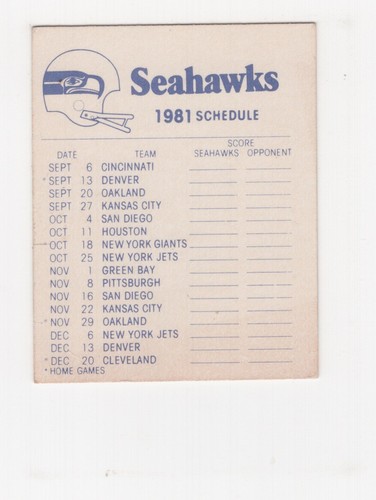 Seahawks
1981 SCHEDULE
SCORE
DATE TEAM SEAHAWKS OPPONENT
SEPT 6 CINCINNATI
*SEPT 13 DENVER
SEPT 20 OAKLAND
SEPT 27 KANSAS CITY
OCT 4 SAN DIEGO
OCT 11 HOUSTON
*OCT 18 NEW YORK GIANTS
OCT 25 NEW YORK JETS
NOV 1 GREEN BAY
NOV 8 PITTSBURGH
NOV 16 SAN DIEGO
NOV 22 KANSAS CITY
*NOV 29 OAKLAND
DEC 6 NEW YORK JETS
DEC 13 DENVER
*DEC 20 CLEVELAND
*HOME GAMES